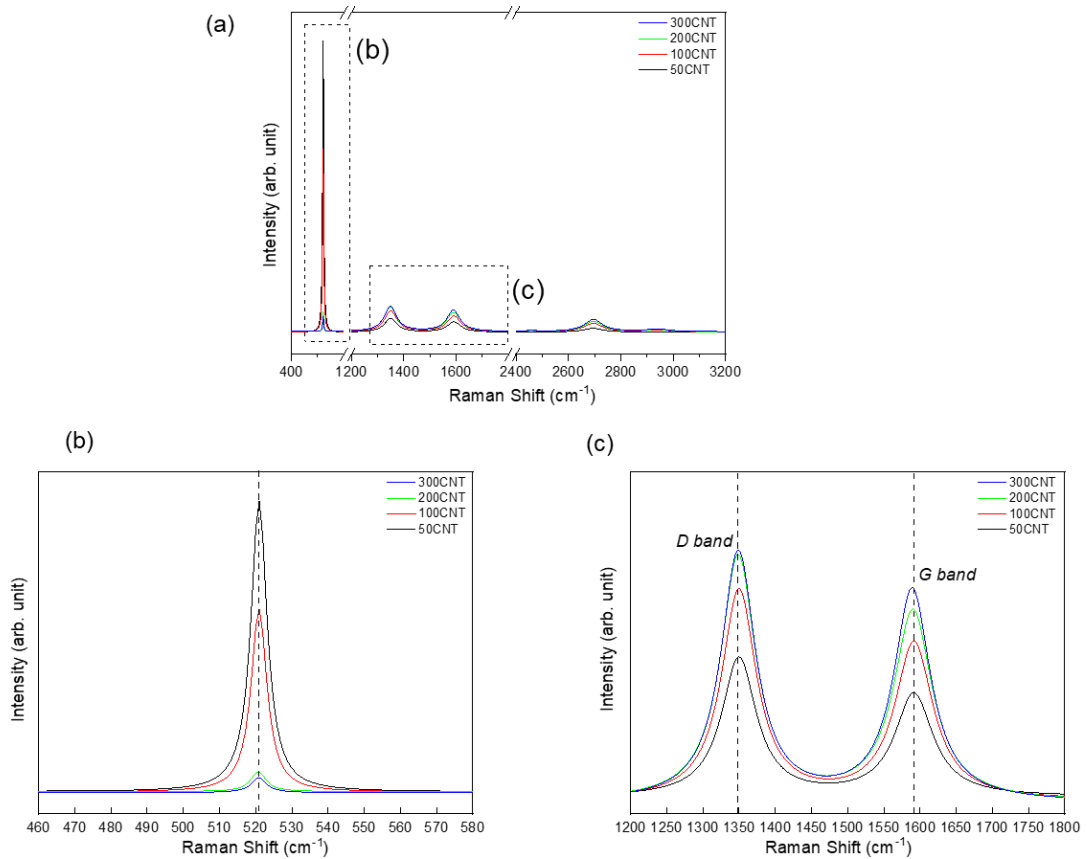 (a)
(b)
300CNT
200CNT
100CNT
50CNT
Intensity (arb. unit)
(c)
400 1200 1400 1600 2400 2600 2800 3000 3200
Raman Shift (cm⁻¹)
(b)
300CNT
200CNT
100CNT
50CNT
Intensity (arb. unit)
460 470 480 490 500 510 520 530 540 550 560 570 580
Raman Shift (cm⁻¹)
(c)
300CNT
200CNT
100CNT
50CNT
D band
G band
Intensity (arb. unit)
1200 1250 1300 1350 1400 1450 1500 1550 1600 1650 1700 1750 1800
Raman Shift (cm⁻¹)